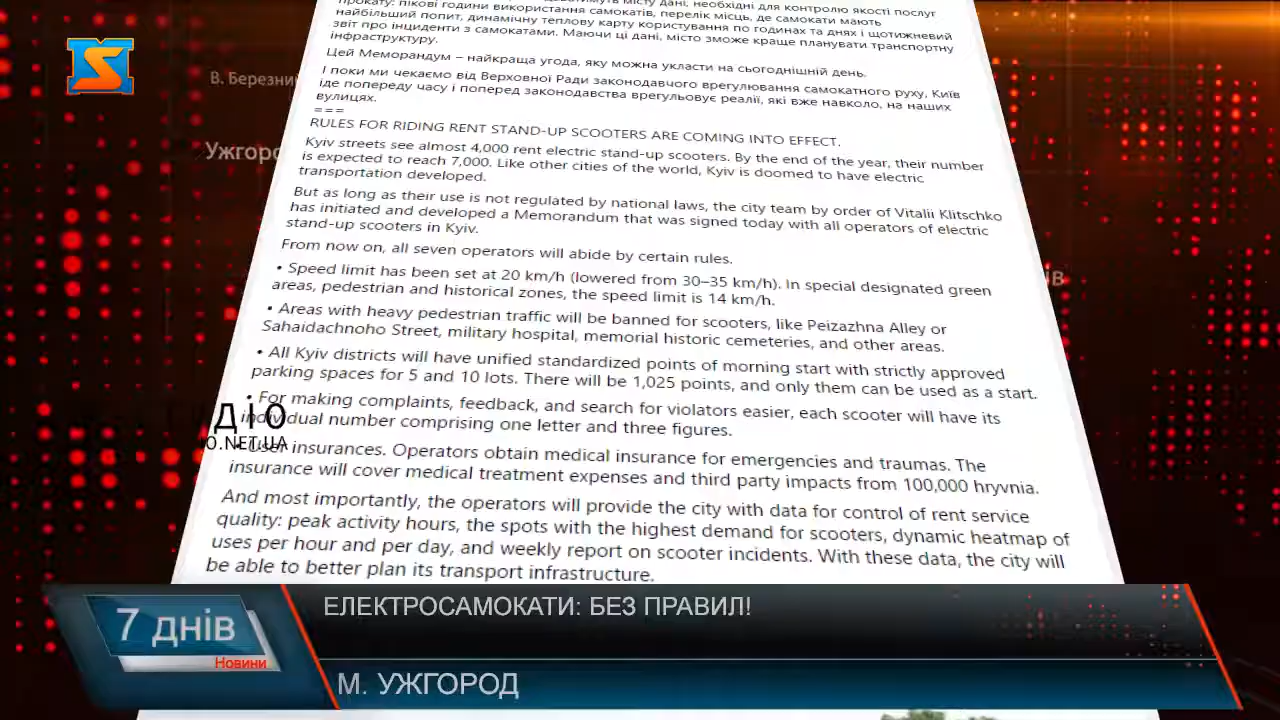 прокату: пікові години використання самокатів, перелік місць, де самокати мають
найбільший попит, динамічну теплову карту користування по годинах та днях і щотижневий
звіт про інциденти з самокатами. Маючи ці дані, місто зможе краще планувати транспортну
інфраструктуру.
Цей Меморандум – найкраща угода, яку можна укласти на сьогоднішній день.
І поки ми чекаємо від Верховної Ради законодавчого врегулювання самокатного руху, Київ
іде попереду часу і поперед законодавства врегульовує реалії, які вже навколо, на наших
вулицях.
===
RULES FOR RIDING RENT STAND-UP SCOOTERS ARE COMING INTO EFFECT.
Kyiv streets see almost 4,000 rent electric stand-up scooters. By the end of the year, their number
is expected to reach 7,000. Like other cities of the world, Kyiv is doomed to have electric
transportation developed.
But as long as their use is not regulated by national laws, the city team by order of Vitalii Klitschko
has initiated and developed a Memorandum that was signed today with all operators of electric
stand-up scooters in Kyiv.
From now on, all seven operators will abide by certain rules.
• Speed limit has been set at 20 km/h (lowered from 30–35 km/h). In special designated green
areas, pedestrian and historical zones, the speed limit is 14 km/h.
• Areas with heavy pedestrian traffic will be banned for scooters, like Peizazhna Alley or
Sahaidachnoho Street, military hospital, memorial historic cemeteries, and other areas.
• All Kyiv districts will have unified standardized points of morning start with strictly approved
parking spaces for 5 and 10 lots. There will be 1,025 points, and only them can be used as a start.
• For making complaints, feedback, and search for violators easier, each scooter will have its
individual number comprising one letter and three figures.
• User insurances. Operators obtain medical insurance for emergencies and traumas. The
insurance will cover medical treatment expenses and third party impacts from 100,000 hryvnia.
And most importantly, the operators will provide the city with data for control of rent service
quality: peak activity hours, the spots with the highest demand for scooters, dynamic heatmap of
uses per hour and per day, and weekly report on scooter incidents. With these data, the city will
be able to better plan its transport infrastructure.
В. Березни
Ужгоро
ів
ДІО
O.NET.UA
7 днів
Новини
ЕЛЕКТРОСАМОКАТИ: БЕЗ ПРАВИЛ!
М. УЖГОРОД